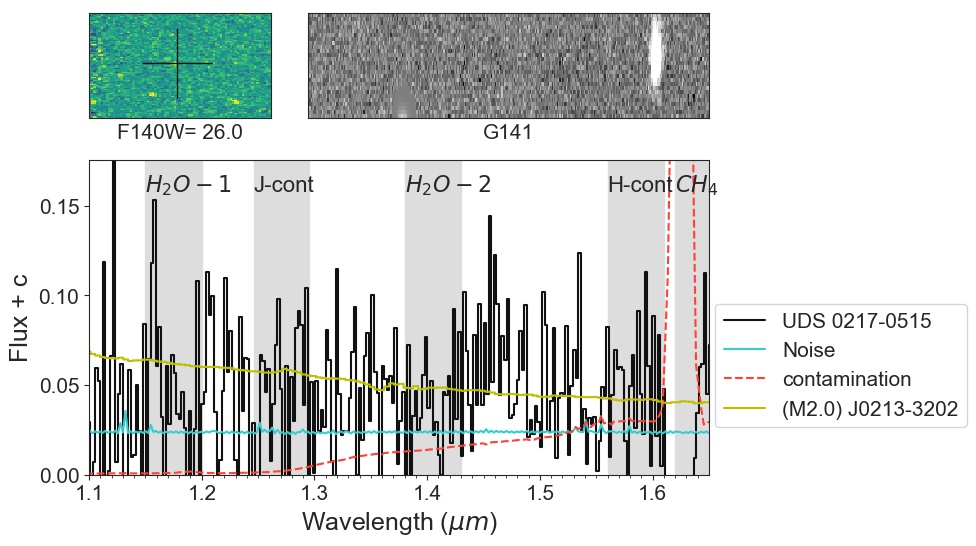 F140W= 26.0
G141
H₂O − 1
J-cont
H₂O − 2
H-cont
CH₄
0.15
0.10
0.05
0.00
Flux + c
1.1
1.2
1.3
1.4
1.5
1.6
Wavelength (μm)
UDS 0217-0515
Noise
contamination
(M2.0) J0213-3202